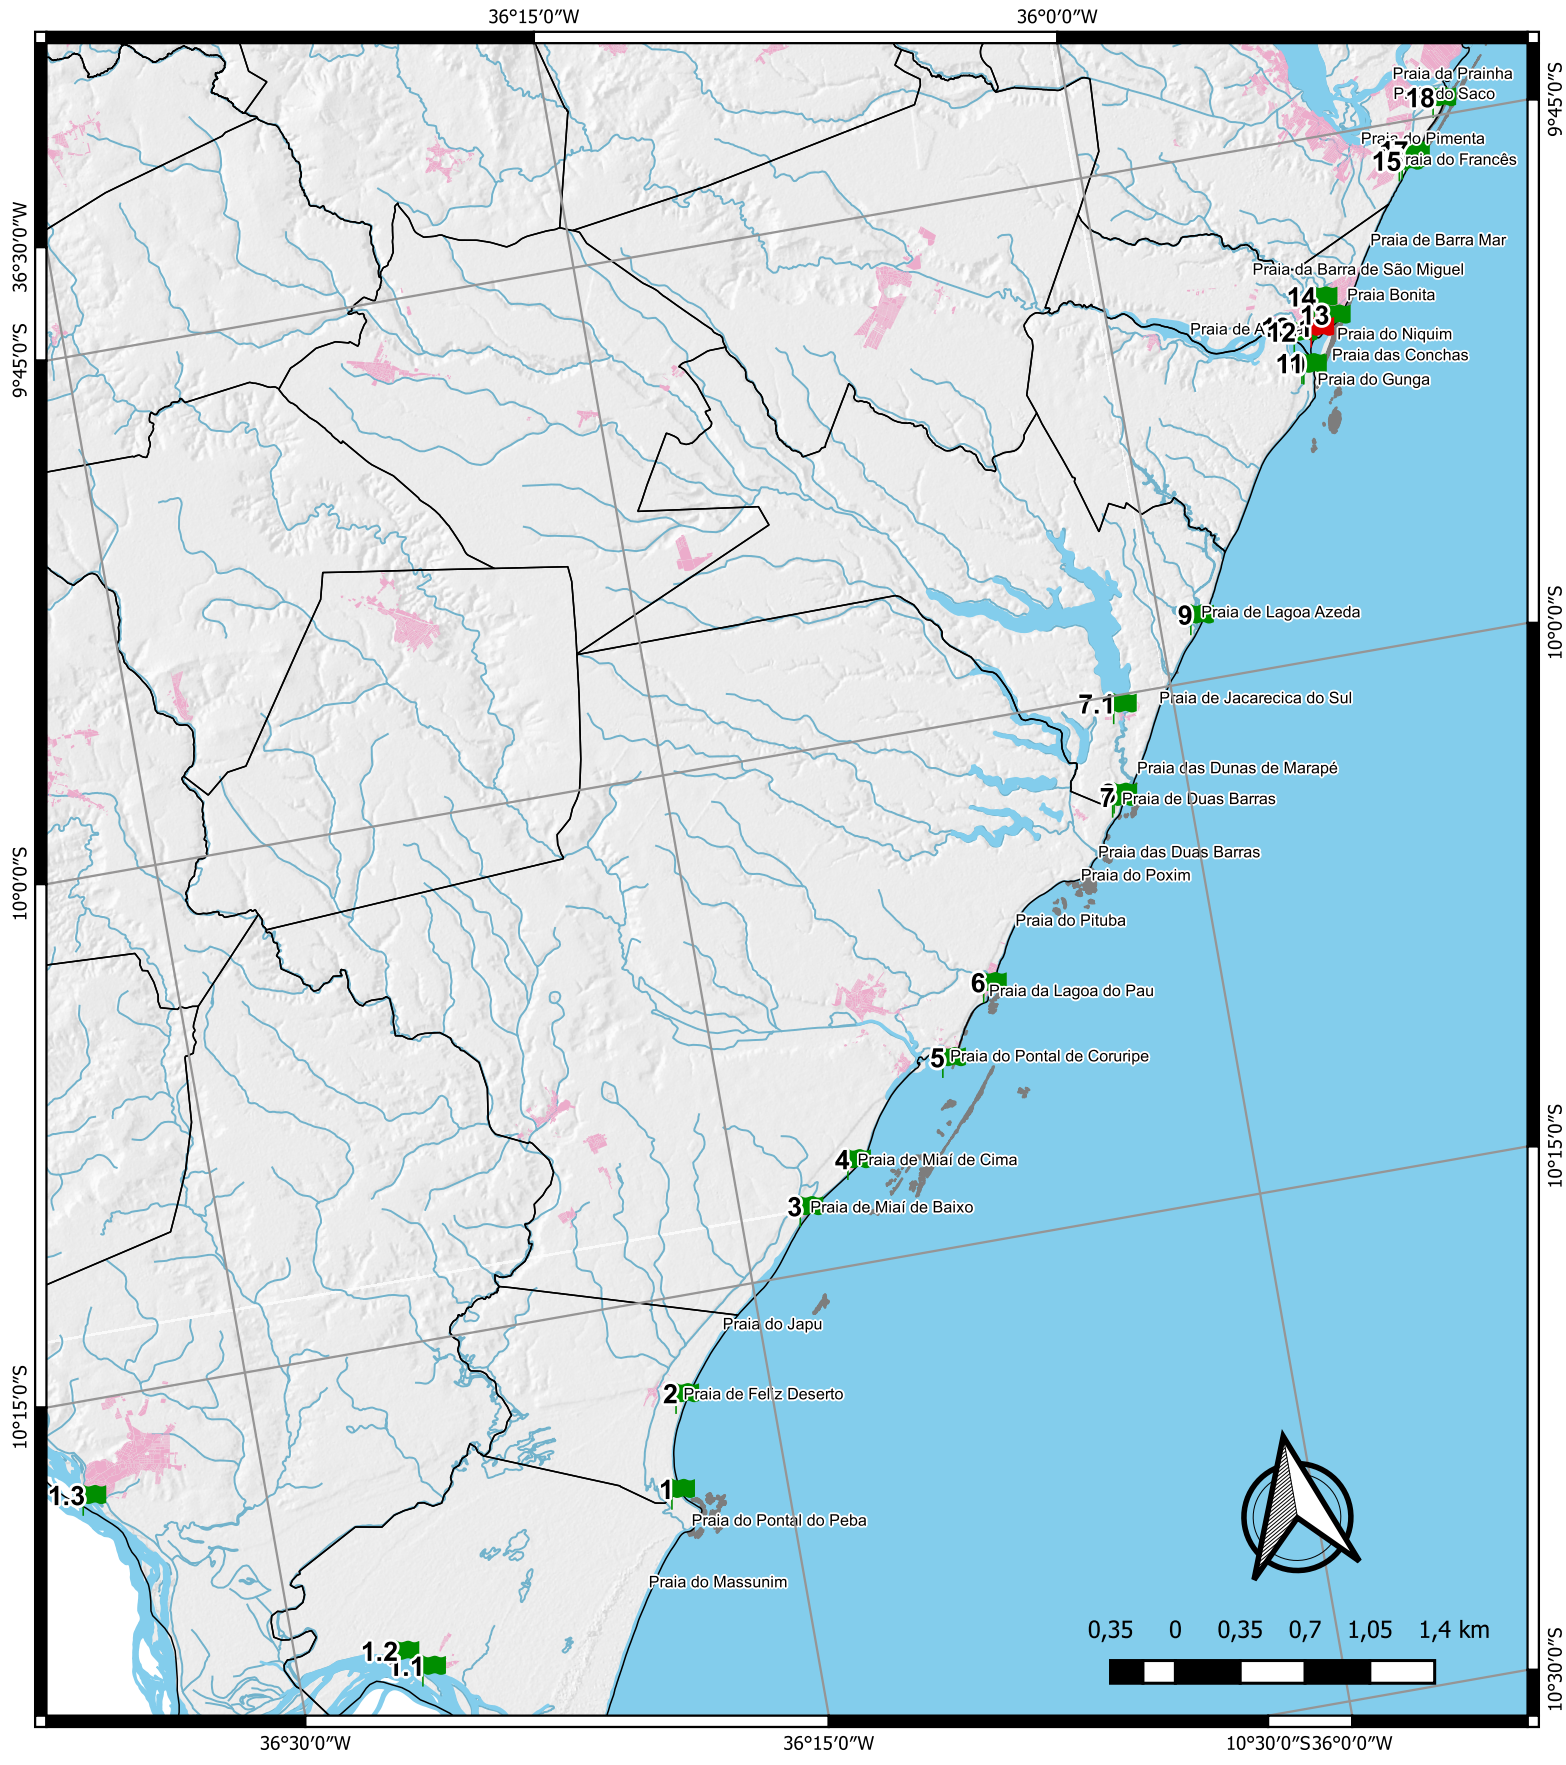 36°15′0″W
36°0′0″W
Praia da Prainha
18
do Saco
9°45′0″S
Praia do Pimenta
17
15
Praia do Francês
36°30′0″W
Praia de Barra Mar
Praia da Barra de São Miguel
14
Praia Bonita
13
Praia de
12
Praia do Niquim
9°45′0″S
11
Praia das Conchas
Praia do Gunga
9
Praia de Lagoa Azeda
10°0′0″S
7.1
Praia de Jacarecica do Sul
Praia das Dunas de Marapé
7
Praia de Duas Barras
Praia das Duas Barras
Praia do Poxim
10°0′0″S
Praia do Pituba
6
Praia da Lagoa do Pau
5
Praia do Pontal de Coruripe
4
Praia de Miaí de Cima
10°15′0″S
3
Praia de Miaí de Baixo
Praia do Japu
2
Praia de Feliz Deserto
10°15′0″S
1
1.3
Praia do Pontal do Peba
Praia do Massunim
1.2
1.1
0,35 0 0,35 0,7 1,05 1,4 km
10°30′0″S
36°30′0″W
36°15′0″W
10°30′0″S
36°0′0″W